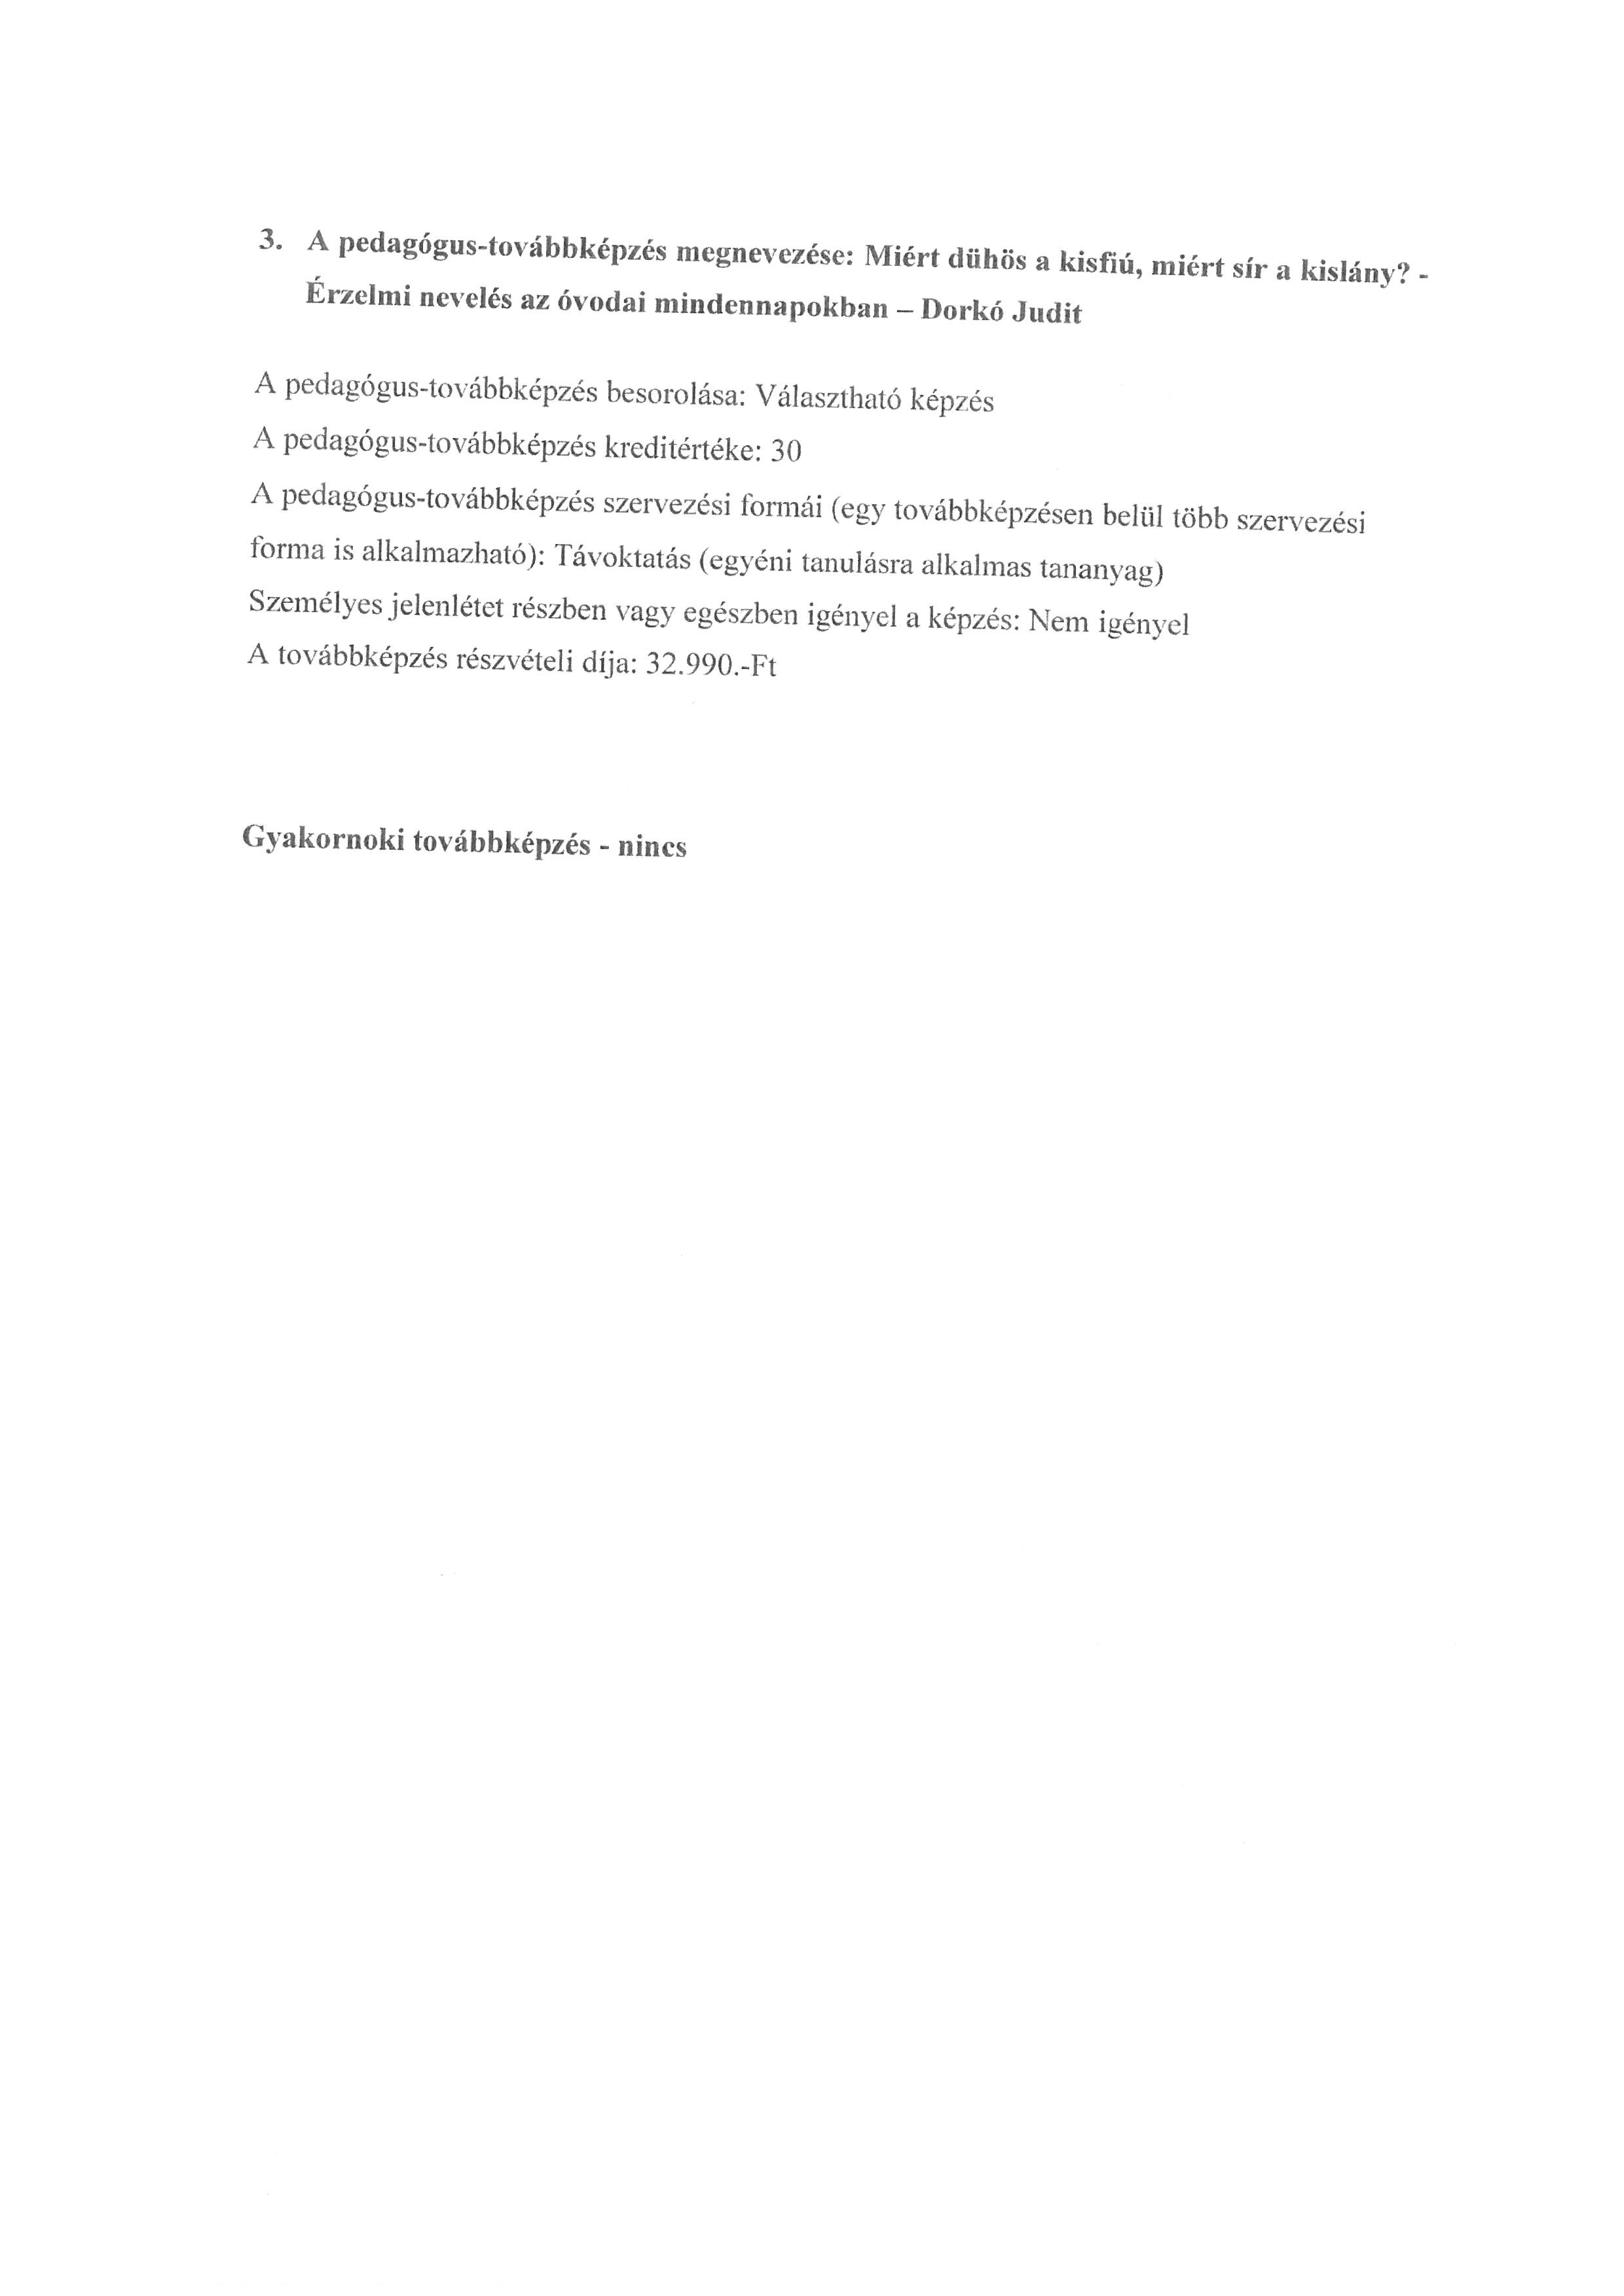 3. A pedagógus-továbbképzés megnevezése: Miért dühös a kisfiú, miért sír a kislány? -
Érzelmi nevelés az óvodai mindennapokban – Dorkó Judit
A pedagógus-továbbképzés besorolása: Választható képzés
A pedagógus-továbbképzés kreditértéke: 30
A pedagógus-továbbképzés szervezési formái (egy továbbképzésen belül több szervezési
forma is alkalmazható): Távoktatás (egyéni tanulásra alkalmas tananyag)
Személyes jelenlétet részben vagy egészben igényel a képzés: Nem igényel
A továbbképzés részvételi díja: 32.990.-Ft
Gyakornoki továbbképzés - nincs